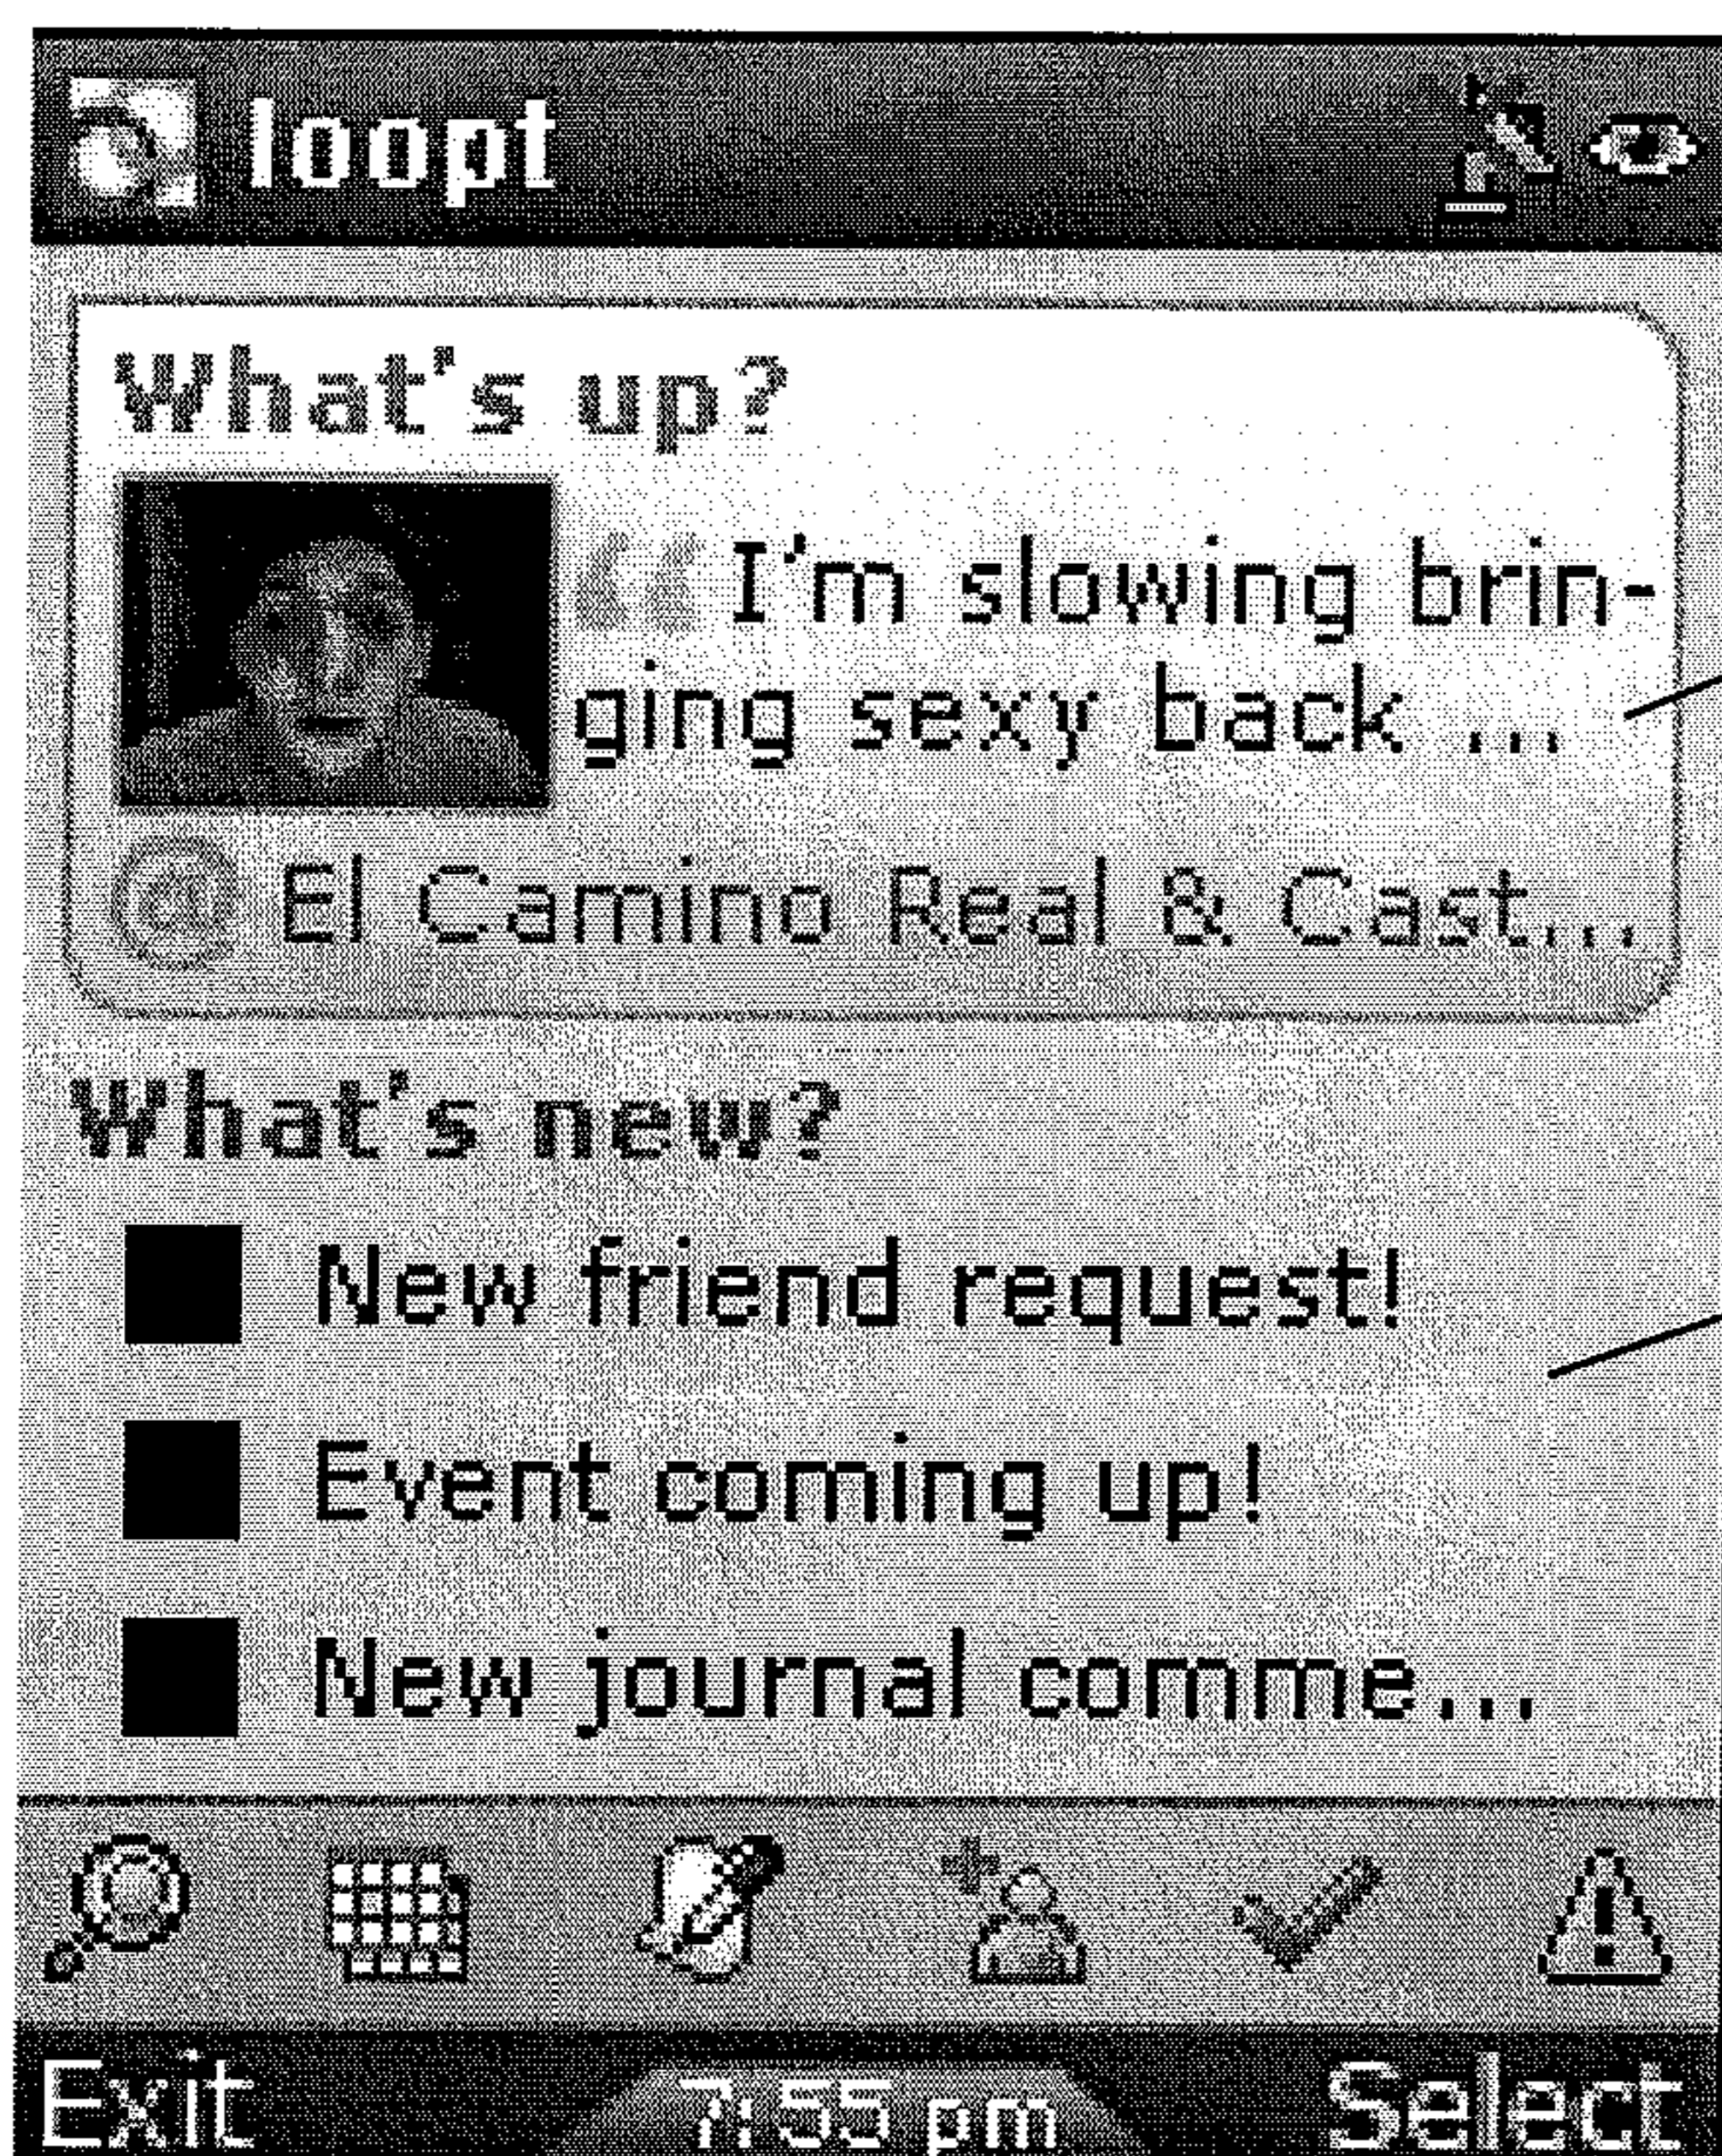 loopt
What's up?
“ I'm slowing brin-
ging sexy back ...
@ El Camino Real & Cast...
What's new?
New friend request!
Event coming up!
New journal comme...
Exit 7:55 pm Select